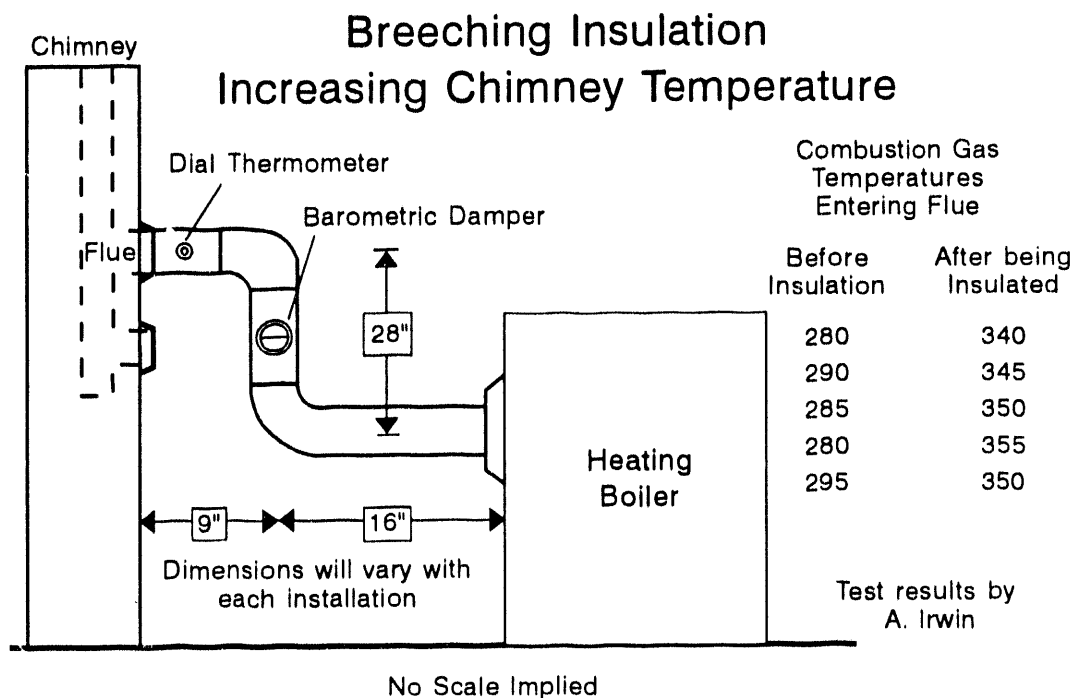 Breeching Insulation
Increasing Chimney Temperature
Chimney
Dial Thermometer
Barometric Damper
Flue
28"
9"
16"
Dimensions will vary with
each installation
Heating
Boiler
Combustion Gas
Temperatures
Entering Flue
Before After being
Insulation Insulated
280 340
290 345
285 350
280 355
295 350
Test results by
A. Irwin
No Scale Implied